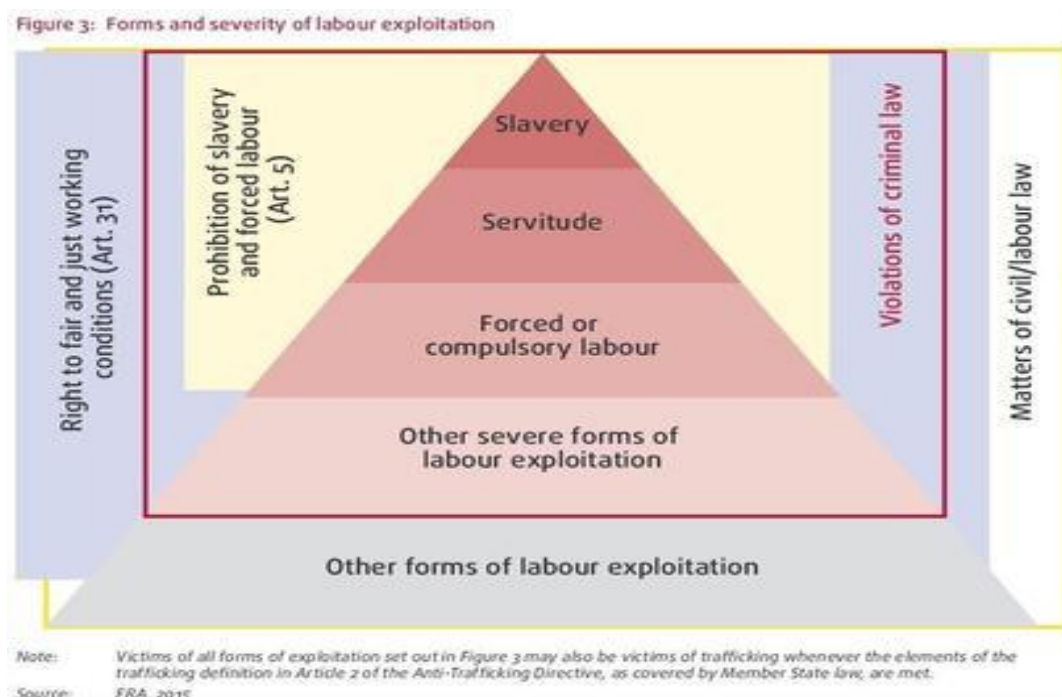 Figure 3: Forms and severity of labour exploitation
Right to fair and just working
conditions (Art. 31)
Prohibition of slavery
and forced labour
(Art. 5)
Slavery
Servitude
Forced or
compulsory labour
Other severe forms of
labour exploitation
Other forms of labour exploitation
Violations of criminal law
Matters of civil/labour law
Note: Victims of all forms of exploitation set out in Figure 3 may also be victims of trafficking whenever the elements of the
trafficking definition in Article 2 of the Anti-Trafficking Directive, as covered by Member State law, are met.
Source: FRA, 2015